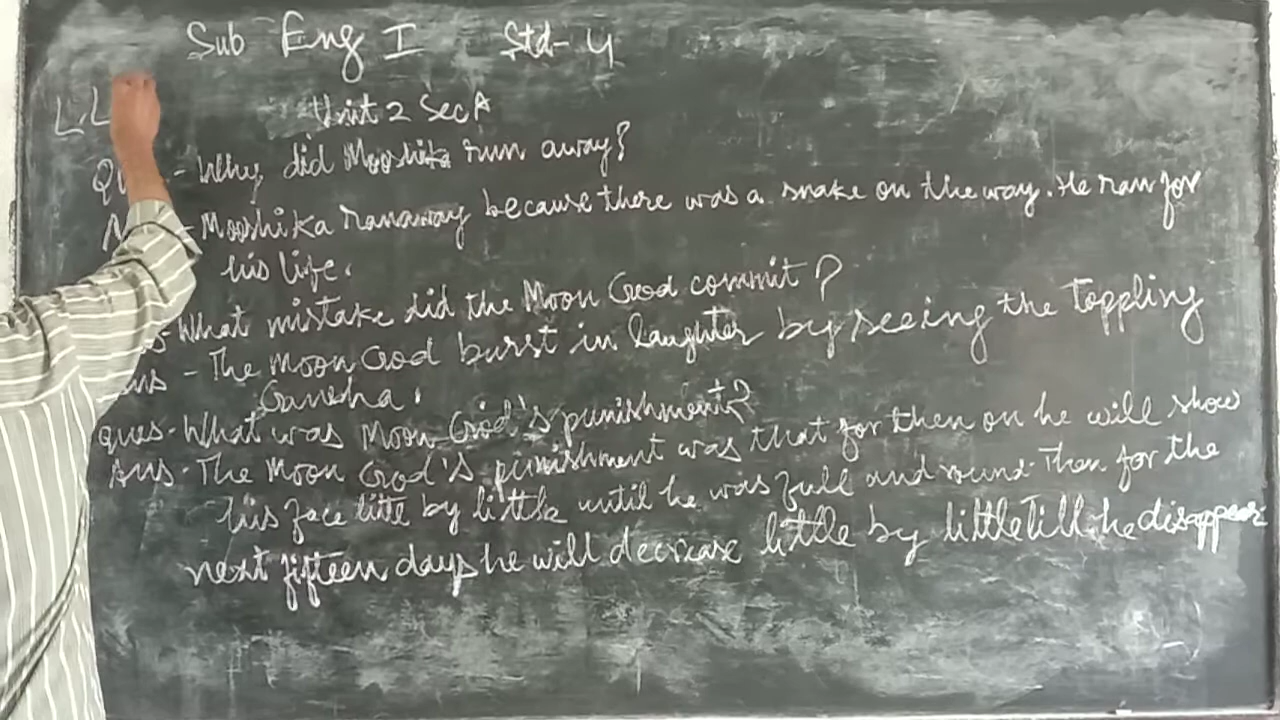 Sub Eng I Std- 4
L.L
Unit 2 Sec A
- Why did Mooshika run away?
- Mooshika ranaway because there was a snake on the way. He ran for
his life.
- What mistake did the Moon God commit?
Ans - The Moon God burst in laughter by seeing the toppling
Ganesha.
ques - What was Moon God's punishment?
Ans - The Moon God's punishment was that for then on he will show
his face litte by little until he was full and round. Then for the
next fifteen days he will decrease little by little till he disappear